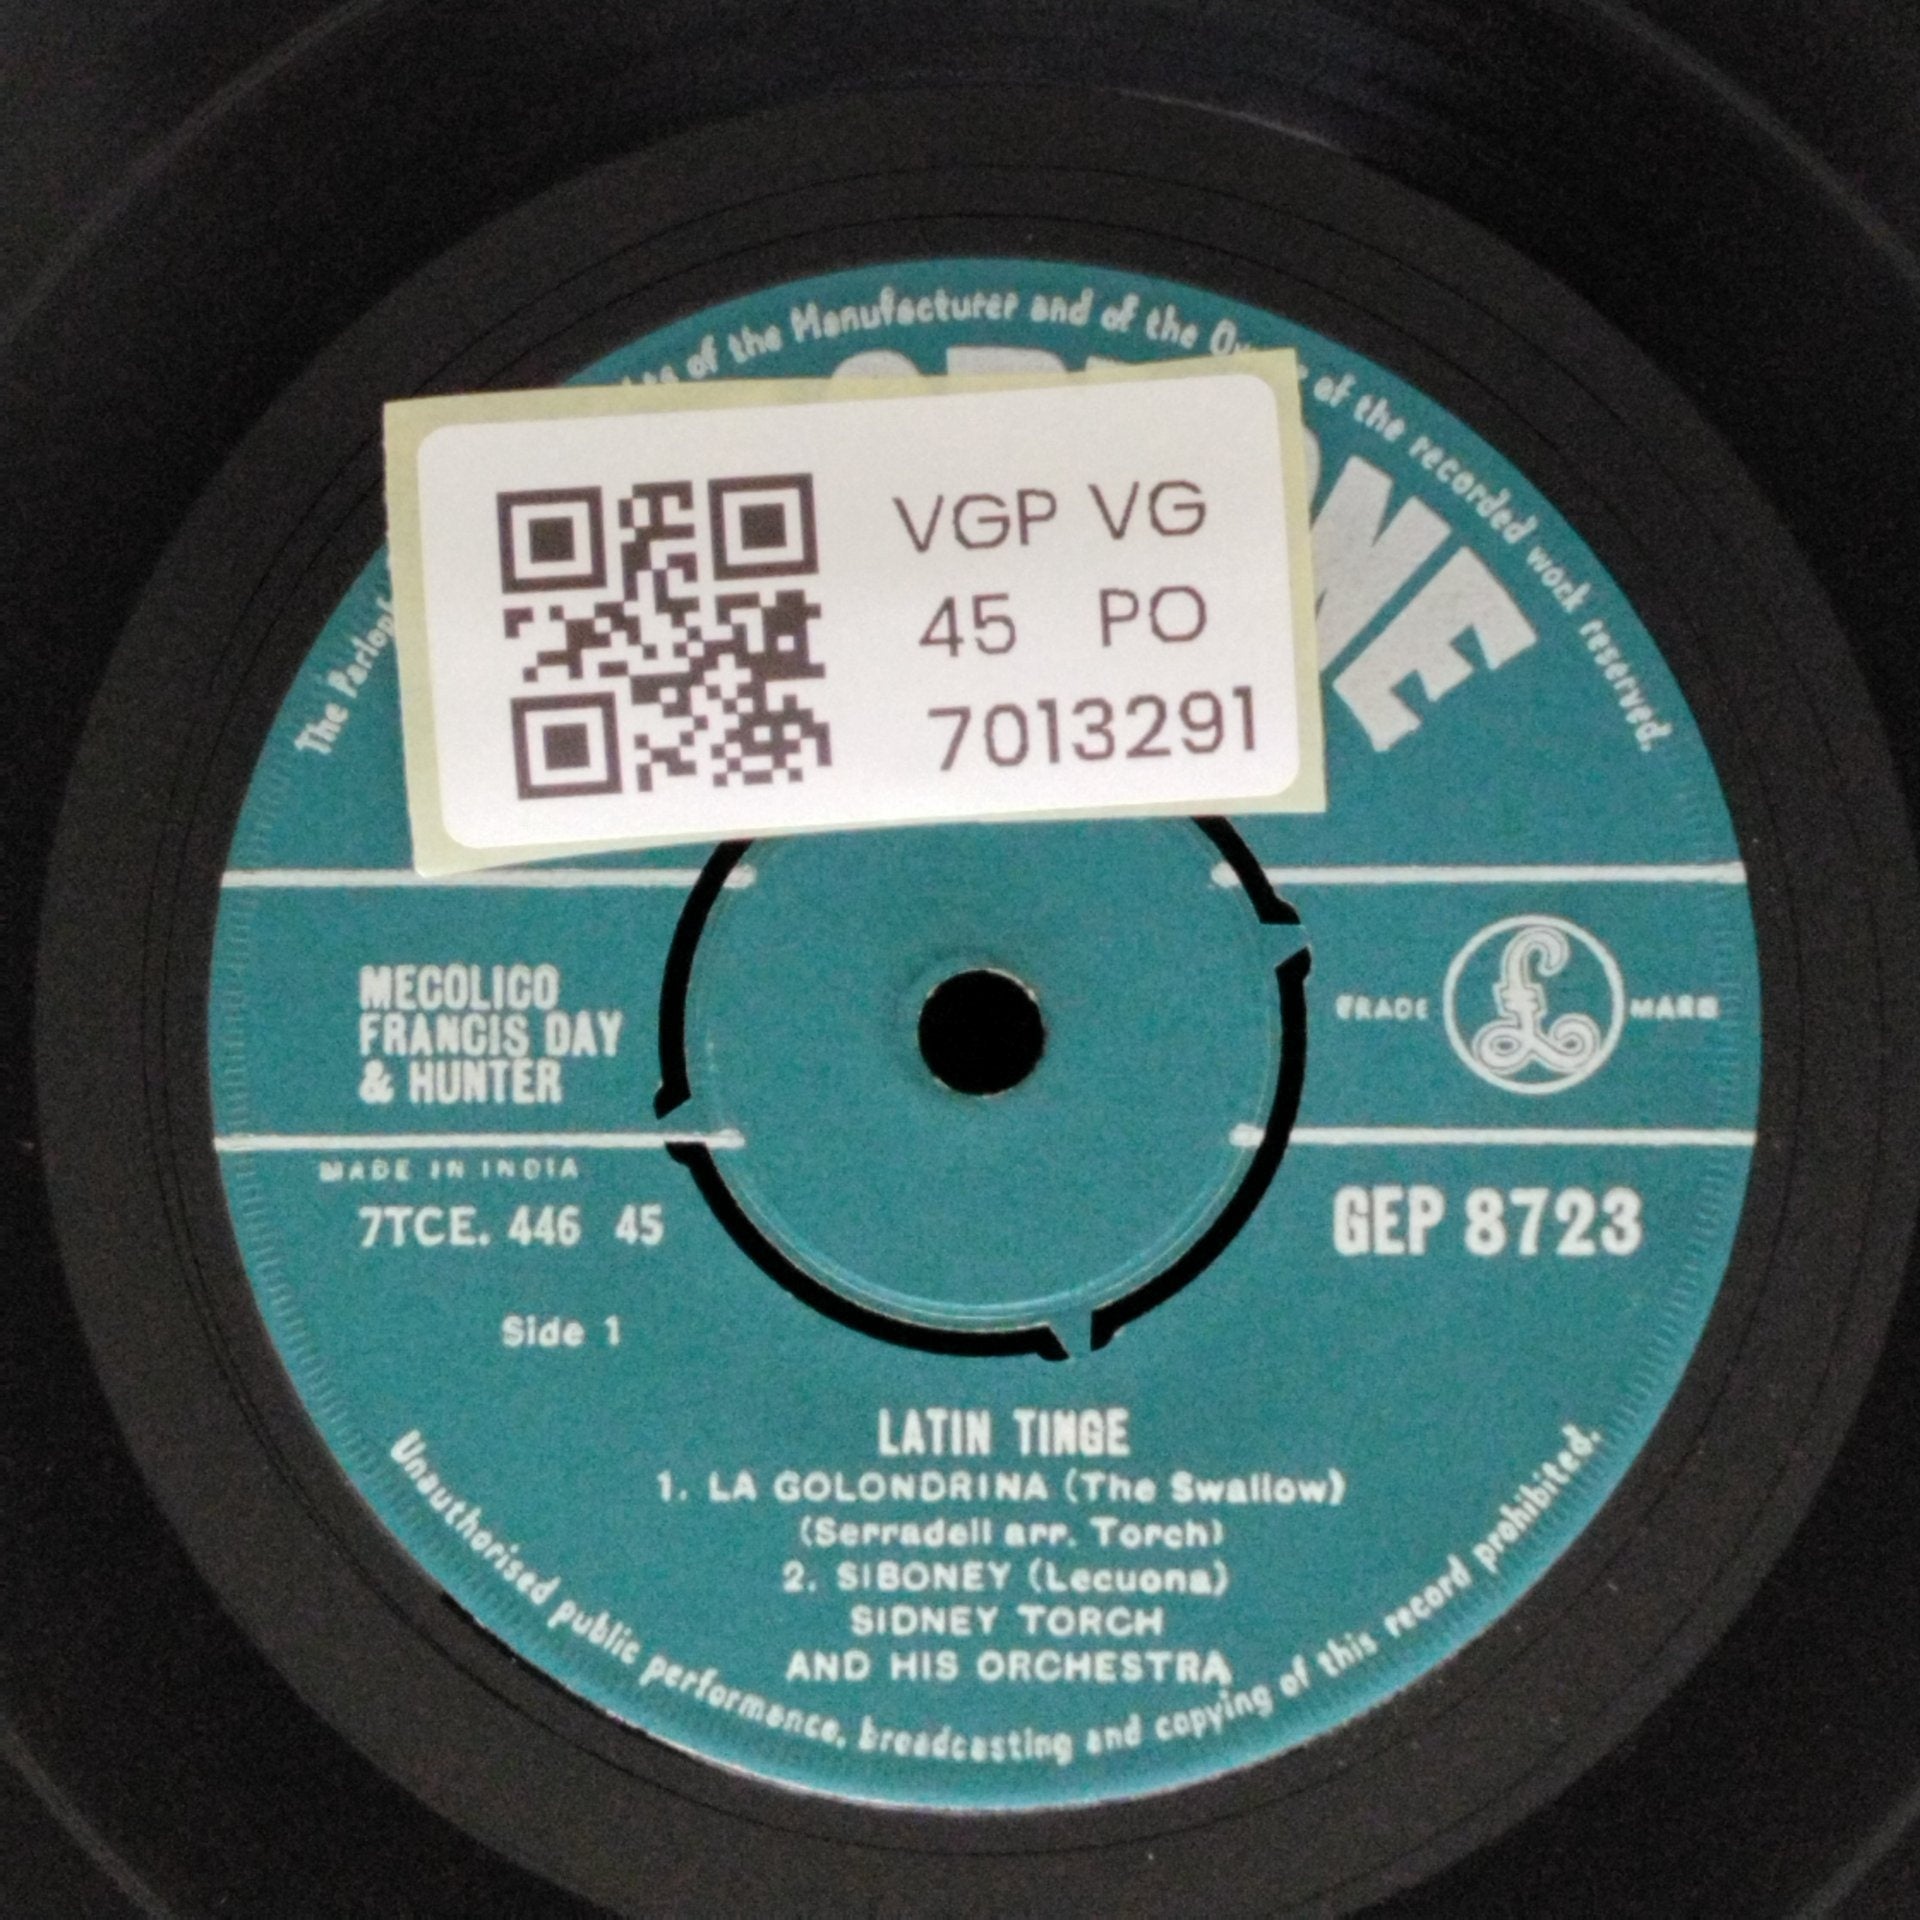 of the Manufacturer and of the
of the recorded work reserved.
The
NE
VGP VG
45 PO
7013291
MECOLICO
FRANCIS DAY
& HUNTER
TRADE MARK
MADE IN INDIA
7TCE. 446 45
GEP 8723
Side 1
LATIN TINGE
1. LA GOLONDRINA (The Swallow)
(Serradell arr. Torch)
2. SIBONEY (Lecuona)
SIDNEY TORCH
AND HIS ORCHESTRA
Unauthorised public performance, broadcasting and copying of this record prohibited.